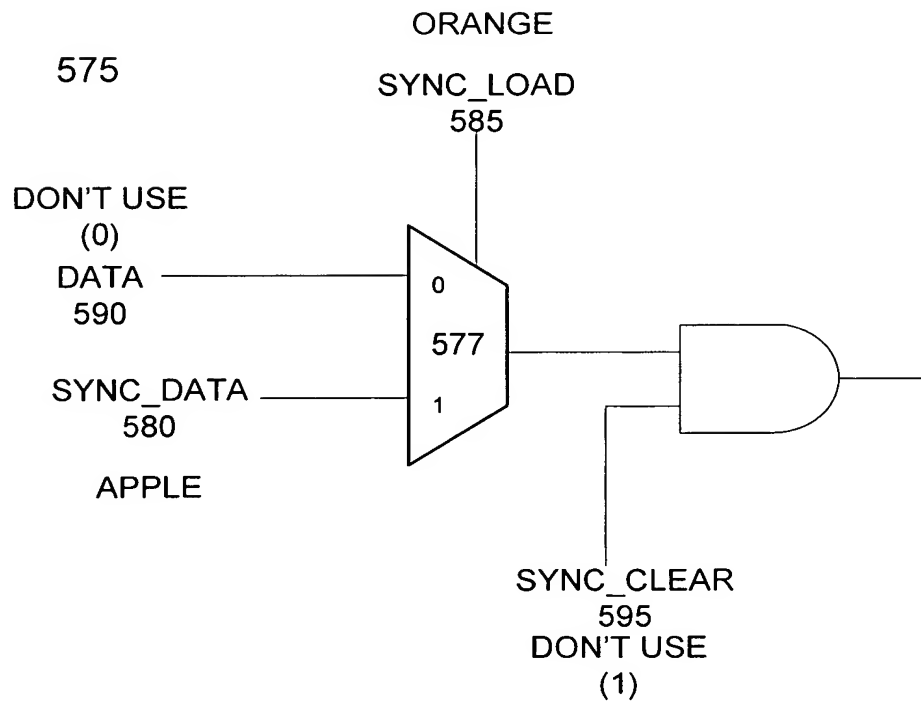 ORANGE
575
SYNC_LOAD
585
DON'T USE
(0)
DATA
590
0
577
SYNC_DATA
580
1
APPLE
SYNC_CLEAR
595
DON'T USE
(1)